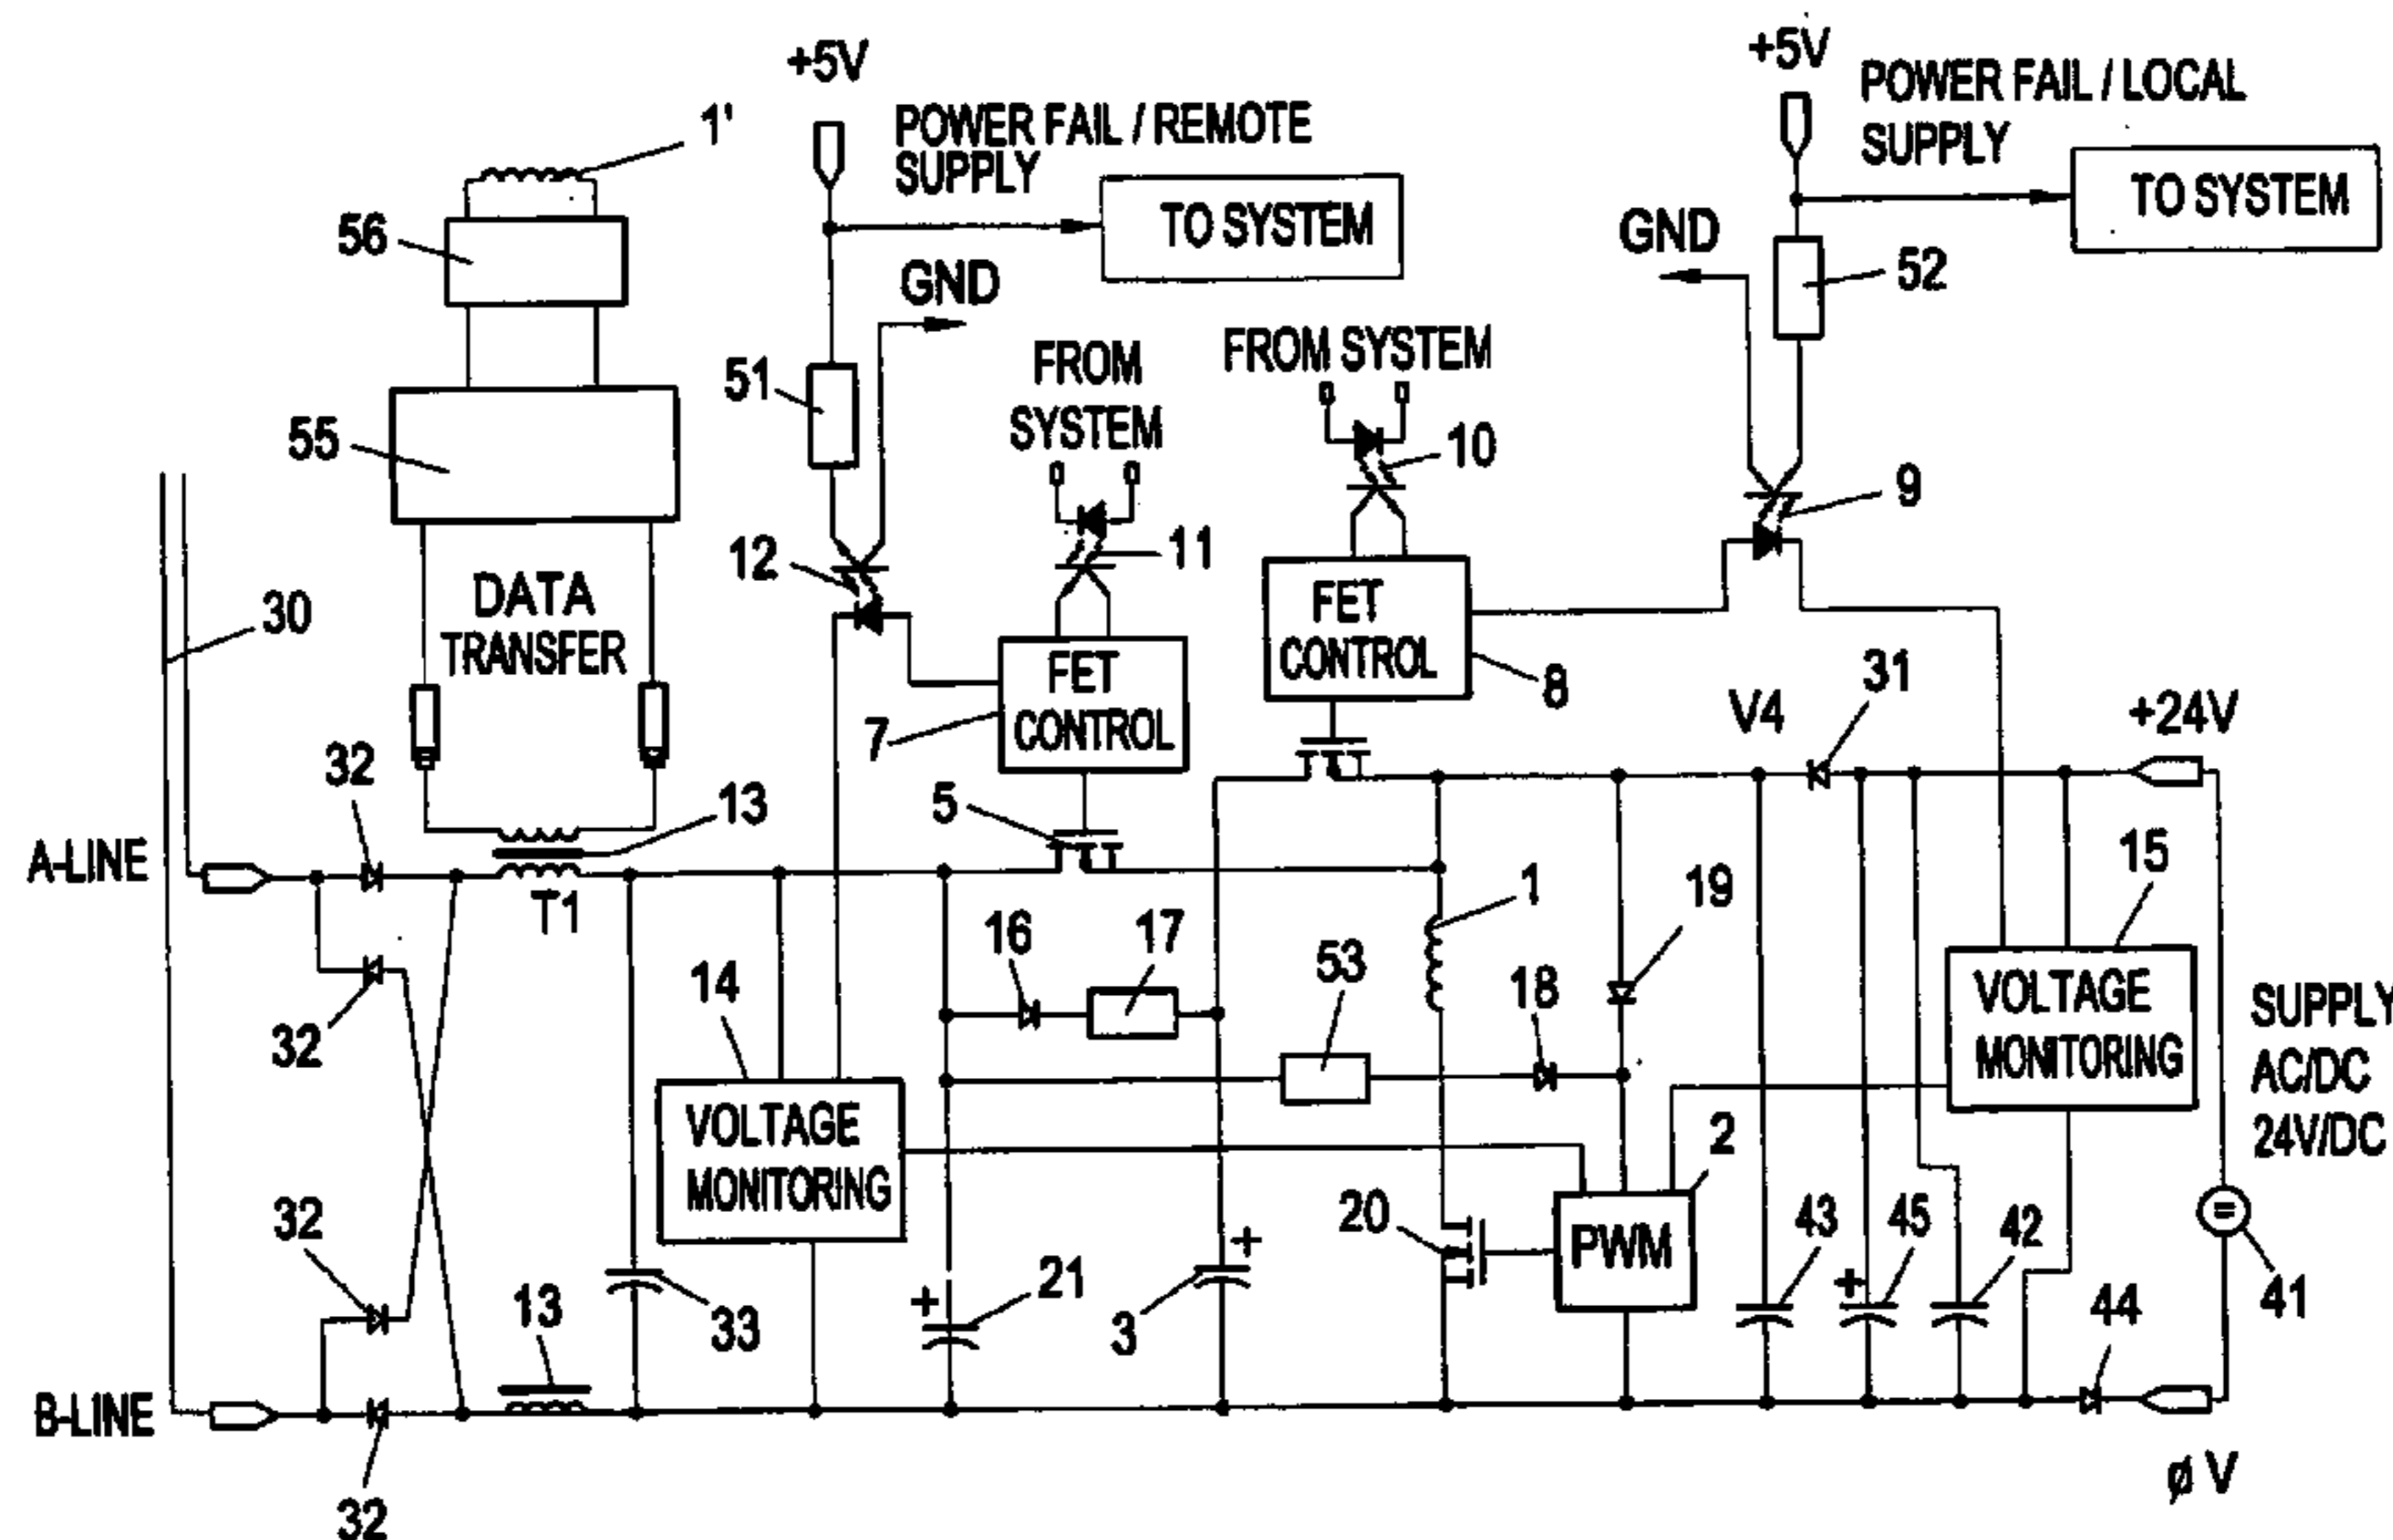 +5V
POWER FAIL / REMOTE
SUPPLY
TO SYSTEM
+5V
POWER FAIL / LOCAL
SUPPLY
TO SYSTEM
1'
56
55
GND
GND
52
51
FROM
SYSTEM
FROM SYSTEM
10
9
12
11
30
DATA
TRANSFER
FET
CONTROL
7
FET
CONTROL
8
V4
31
+24V
32
13
5
A-LINE
T1
32
14
16
17
53
1
18
19
15
VOLTAGE
MONITORING
VOLTAGE
MONITORING
SUPPLY
AC/DC
24V/DC
2
PWM
20
32
13
33
+
21
3
+
43
+
45
42
44
41
B-LINE
32
ø V